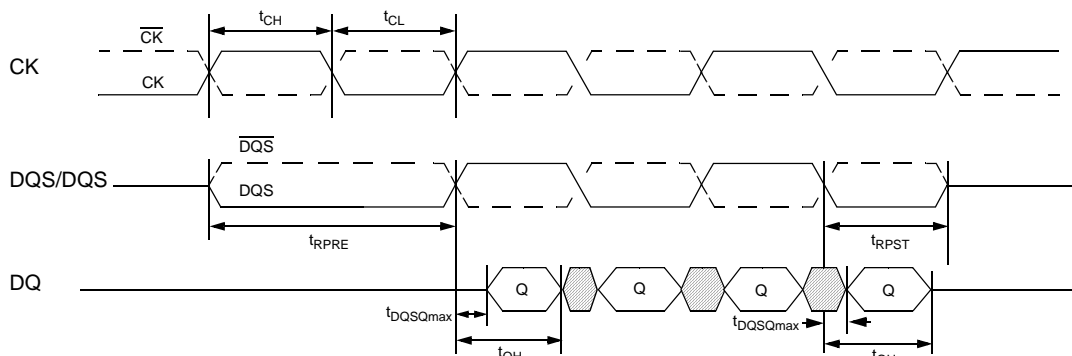 tCH
tCL
CK
CK
CK
DQS
DQS/DQS
DQS
tRPRE
tRPST
DQ
Q
Q
Q
Q
tDQSQmax
tDQSQmax
tQH